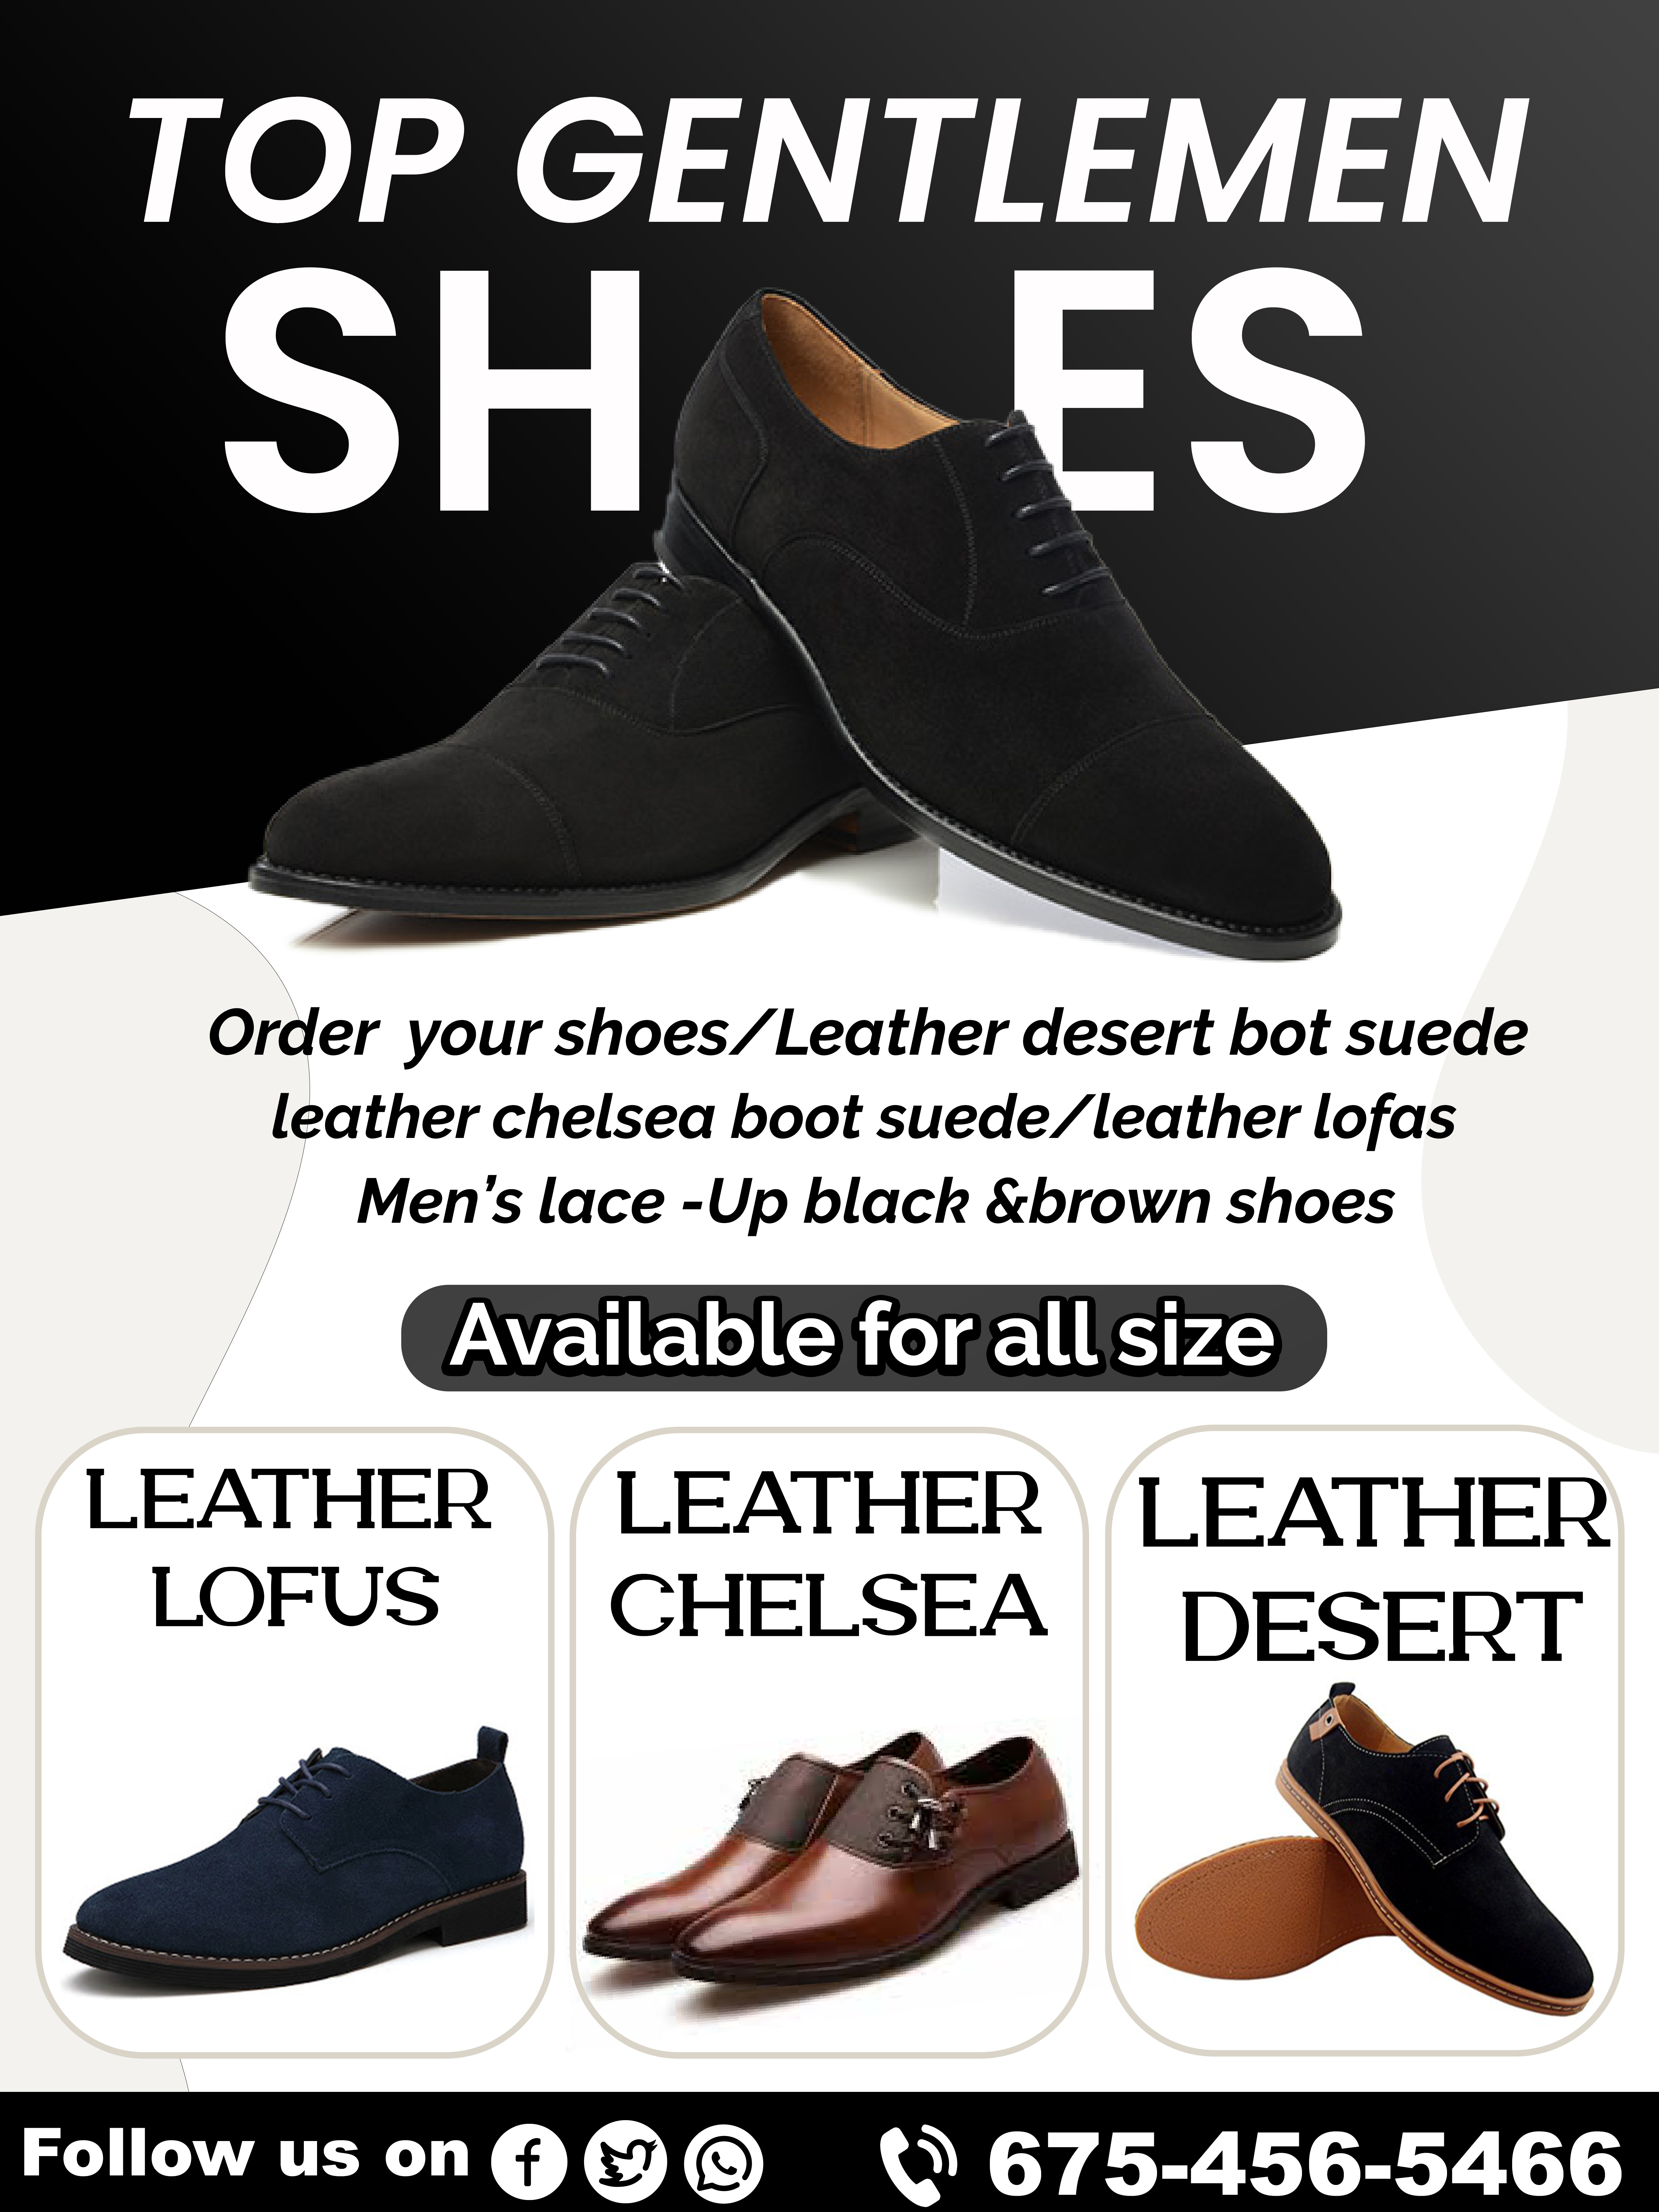 TOP GENTLEMEN
SH ES
Order your shoes/Leather desert bot suede
leather chelsea boot suede/leather lofas
Men’s lace -Up black &brown shoes
Available for all size
LEATHER
LOFUS
LEATHER
CHELSEA
LEATHER
DESERT
Follow us on
675-456-5466